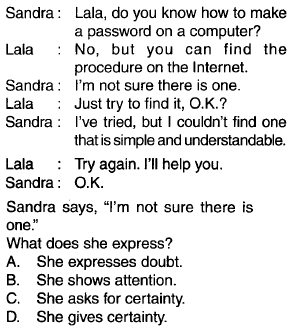 Sandra : Lala, do you know how to make
a password on a computer?
Lala : No, but you can find the
procedure on the Internet.
Sandra : I'm not sure there is one.
Lala : Just try to find it, O.K.?
Sandra : I've tried, but I couldn't find one
that is simple and understandable.
Lala : Try again. I'll help you.
Sandra : O.K.
Sandra says, “I'm not sure there is
one.”
What does she express?
A. She expresses doubt.
B. She shows attention.
C. She asks for certainty.
D. She gives certainty.